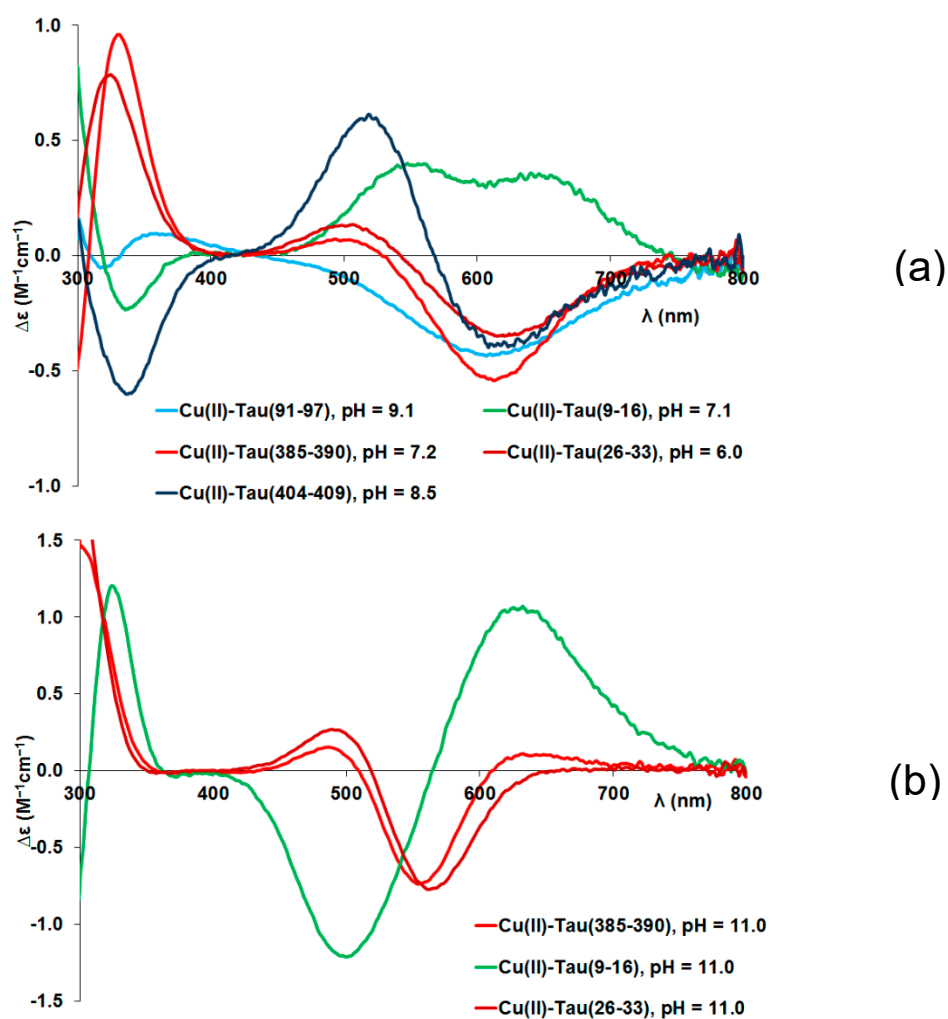 1.0
0.5
0.0
-0.5
-1.0
300
400
500
600
700
800
Δε (M⁻¹cm⁻¹)
λ (nm)
(a)
Cu(II)-Tau(91-97), pH = 9.1
Cu(II)-Tau(9-16), pH = 7.1
Cu(II)-Tau(385-390), pH = 7.2
Cu(II)-Tau(26-33), pH = 6.0
Cu(II)-Tau(404-409), pH = 8.5
1.5
1.0
0.5
0.0
-0.5
-1.0
-1.5
300
400
500
600
700
800
Δε (M⁻¹cm⁻¹)
λ (nm)
(b)
Cu(II)-Tau(385-390), pH = 11.0
Cu(II)-Tau(9-16), pH = 11.0
Cu(II)-Tau(26-33), pH = 11.0